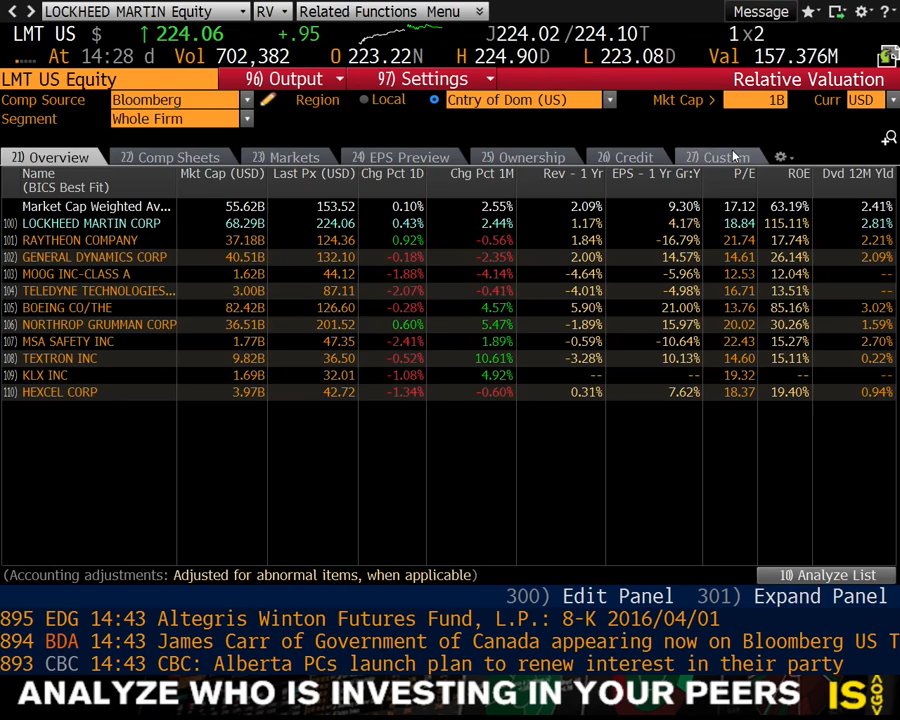 LOCKHEED MARTIN Equity RV Related Functions Menu Message ?
LMT US $ ↑ 224.06 +.95 J224.02 /224.10T 1 x 2
At 14:28 d Vol 702,382 O 223.22N H 224.90D L 223.08D Val 157.376M
LMT US Equity 96) Output 97) Settings Relative Valuation
Comp Source Bloomberg Region Local Cntry of Dom (US) Mkt Cap > 1B Curr USD
Segment Whole Firm
21) Overview 22) Comp Sheets 23) Markets 24) EPS Preview 25) Ownership 26) Credit 27) Custom
Name Mkt Cap (USD) Last Px (USD) Chg Pct 1D Chg Pct 1M Rev - 1 Yr EPS - 1 Yr Gr:Y P/E ROE Dvd 12M Yld
(BICS Best Fit)
Market Cap Weighted Av... 55.62B 153.52 0.10% 2.55% 2.09% 9.30% 17.12 63.19% 2.41%
100) LOCKHEED MARTIN CORP 68.29B 224.06 0.43% 2.44% 1.17% 4.17% 18.84 115.11% 2.81%
101) RAYTHEON COMPANY 37.18B 124.36 0.92% -0.56% 1.84% -16.79% 21.74 17.74% 2.21%
102) GENERAL DYNAMICS CORP 40.51B 132.10 -0.18% -2.35% 2.00% 14.57% 14.61 26.14% 2.09%
103) MOOG INC-CLASS A 1.62B 44.12 -1.88% -4.14% -4.64% -5.96% 12.53 12.04% --
104) TELEDYNE TECHNOLOGIES... 3.00B 87.11 -2.07% -0.41% -4.01% -4.98% 16.71 13.51% --
105) BOEING CO/THE 82.42B 126.60 -0.28% 4.57% 5.90% 21.00% 13.76 85.16% 3.02%
106) NORTHROP GRUMMAN CORP 36.51B 201.52 0.60% 5.47% -1.89% 15.97% 20.02 30.26% 1.59%
107) MSA SAFETY INC 1.77B 47.35 -2.41% 1.89% -0.59% -10.64% 22.43 15.27% 2.70%
108) TEXTRON INC 9.82B 36.50 -0.52% 10.61% -3.28% 10.13% 14.60 15.11% 0.22%
109) KLX INC 1.69B 32.01 -1.08% 4.92% -- -- 19.32 -- --
110) HEXCEL CORP 3.97B 42.72 -1.34% -0.60% 0.31% 7.62% 18.37 19.40% 0.94%
(Accounting adjustments: Adjusted for abnormal items, when applicable) 10) Analyze List
300) Edit Panel 301) Expand Panel
895 EDG 14:43 Altegris Winton Futures Fund, L.P.: 8-K 2016/04/01
894 BDA 14:43 James Carr of Government of Canada appearing now on Bloomberg US T
893 CBC 14:43 CBC: Alberta PCs launch plan to renew interest in their party
ANALYZE WHO IS INVESTING IN YOUR PEERS IS GOV